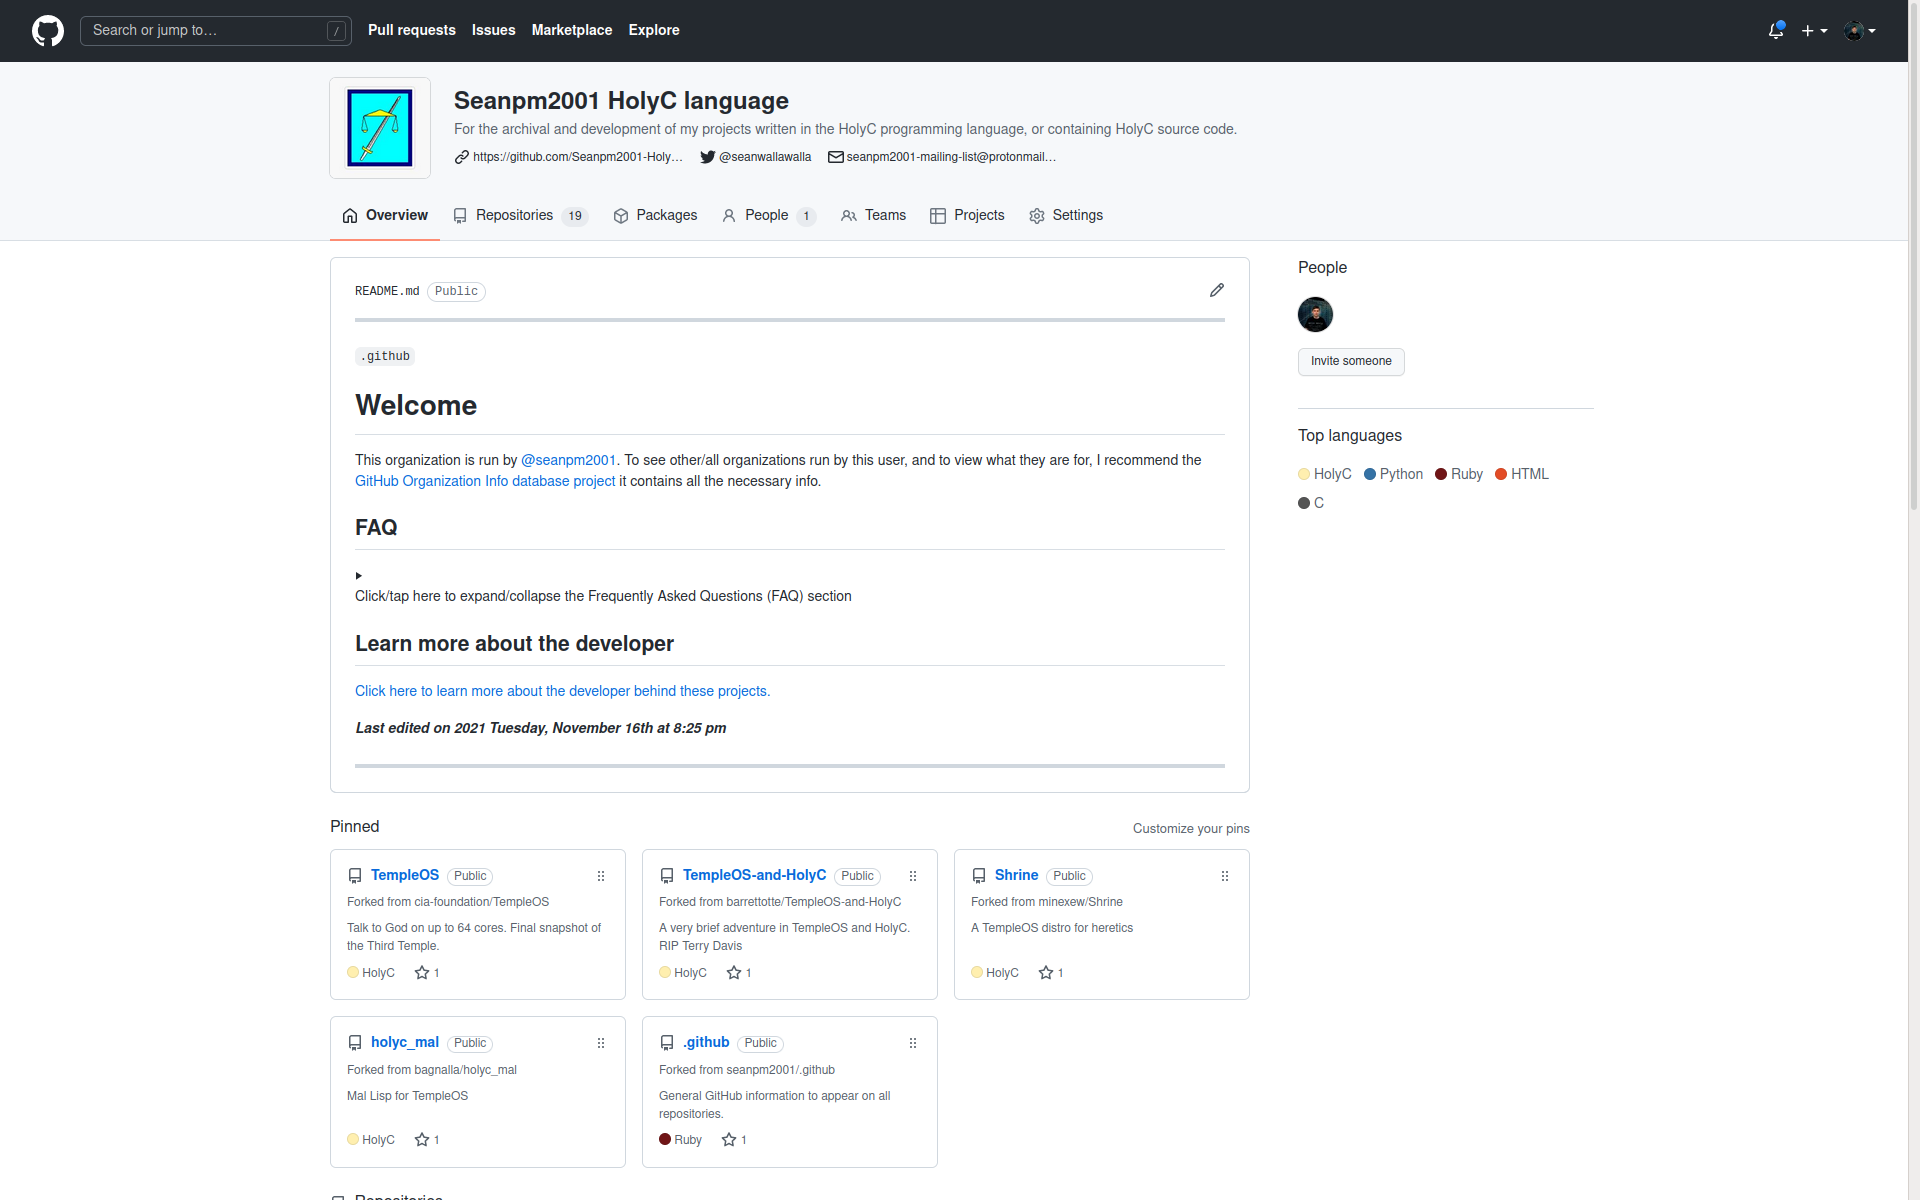 Search or jump to… /
Pull requests Issues Marketplace Explore
Seanpm2001 HolyC language
For the archival and development of my projects written in the HolyC programming language, or containing HolyC source code.
https://github.com/Seanpm2001-Holy… @seanwallawalla seanpm2001-mailing-list@protonmail…
Overview Repositories 19 Packages People 1 Teams Projects Settings
README.md Public
.github
Welcome
This organization is run by @seanpm2001. To see other/all organizations run by this user, and to view what they are for, I recommend the
GitHub Organization Info database project it contains all the necessary info.
FAQ
Click/tap here to expand/collapse the Frequently Asked Questions (FAQ) section
Learn more about the developer
Click here to learn more about the developer behind these projects.
Last edited on 2021 Tuesday, November 16th at 8:25 pm
People
Invite someone
Top languages
HolyC Python Ruby HTML
C
Pinned
Customize your pins
TempleOS Public
Forked from cia-foundation/TempleOS
Talk to God on up to 64 cores. Final snapshot of
the Third Temple.
HolyC 1
TempleOS-and-HolyC Public
Forked from barrettotte/TempleOS-and-HolyC
A very brief adventure in TempleOS and HolyC.
RIP Terry Davis
HolyC 1
Shrine Public
Forked from minexew/Shrine
A TempleOS distro for heretics
HolyC 1
holyc_mal Public
Forked from bagnalla/holyc_mal
Mal Lisp for TempleOS
HolyC 1
.github Public
Forked from seanpm2001/.github
General GitHub information to appear on all
repositories.
Ruby 1
Repositories